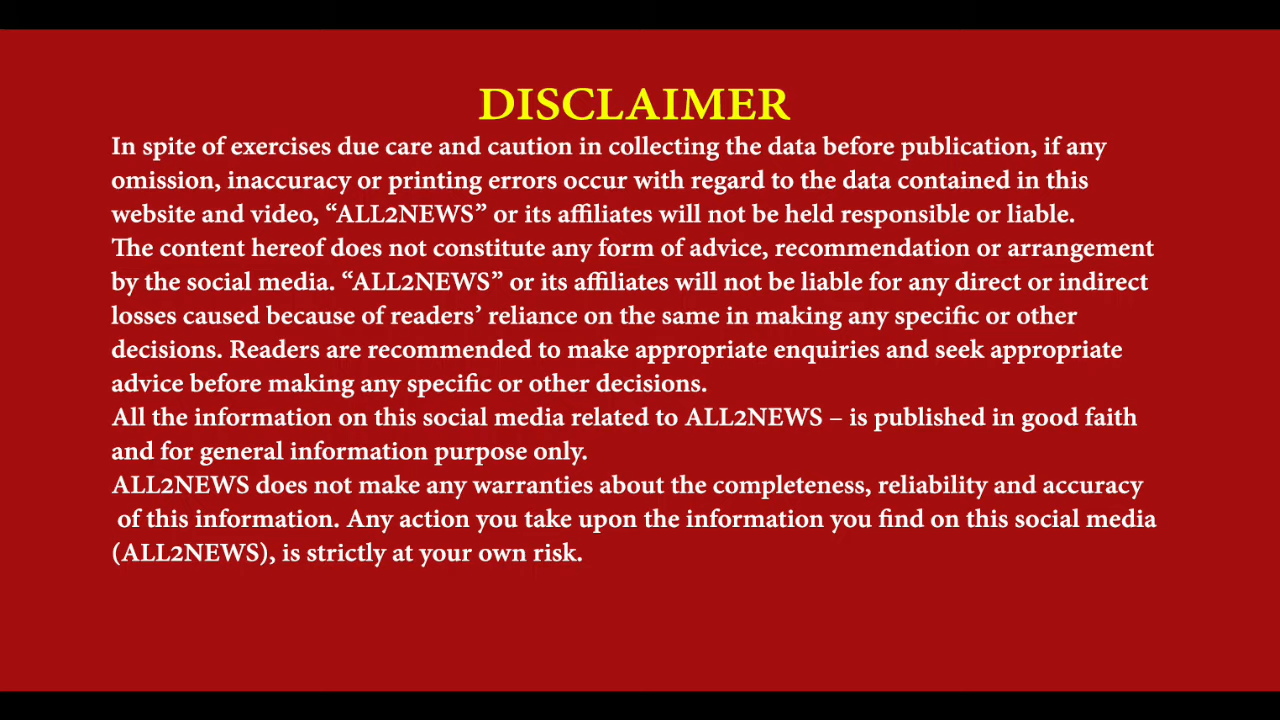 DISCLAIMER
In spite of exercises due care and caution in collecting the data before publication, if any
omission, inaccuracy or printing errors occur with regard to the data contained in this
website and video, “ALL2NEWS” or its affiliates will not be held responsible or liable.
The content hereof does not constitute any form of advice, recommendation or arrangement
by the social media. “ALL2NEWS” or its affiliates will not be liable for any direct or indirect
losses caused because of readers’ reliance on the same in making any specific or other
decisions. Readers are recommended to make appropriate enquiries and seek appropriate
advice before making any specific or other decisions.
All the information on this social media related to ALL2NEWS – is published in good faith
and for general information purpose only.
ALL2NEWS does not make any warranties about the completeness, reliability and accuracy
of this information. Any action you take upon the information you find on this social media
(ALL2NEWS), is strictly at your own risk.